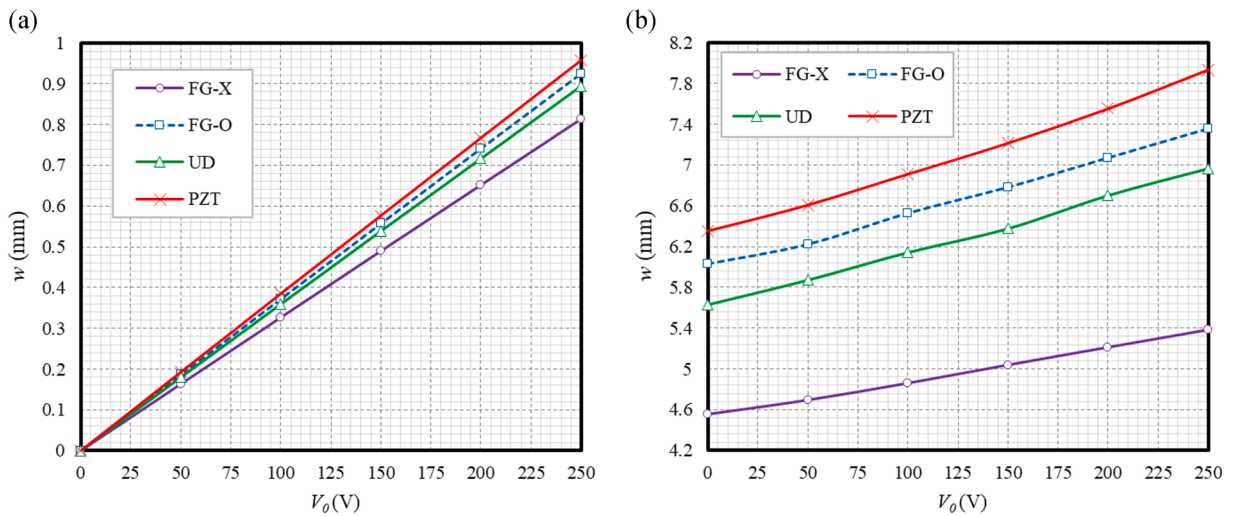 (a)
1
0.9
0.8
0.7
0.6
0.5
0.4
0.3
0.2
0.1
0
w (mm)
FG-X
FG-O
UD
PZT
0 25 50 75 100 125 150 175 200 225 250
V0 (V)
(b)
8.2
7.8
7.4
7
6.6
6.2
5.8
5.4
5
4.6
4.2
w (mm)
FG-X FG-O
UD PZT
0 25 50 75 100 125 150 175 200 225 250
V0 (V)